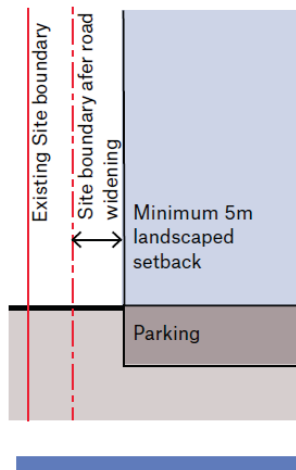 Existing Site boundary
Site boundary afer road
widening
Minimum 5m
landscaped
setback
Parking